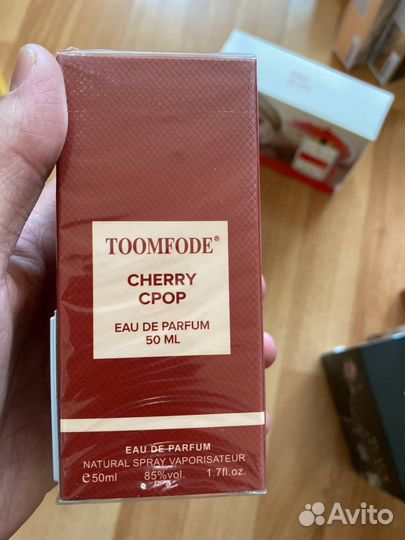 TOOMFODE®
CHERRY
CPOP
EAU DE PARFUM
50 ML
EAU DE PARFUM
NATURAL SPRAY VAPORISATEUR
℮50ml 85%vol. 1.7fl.oz.
Avito